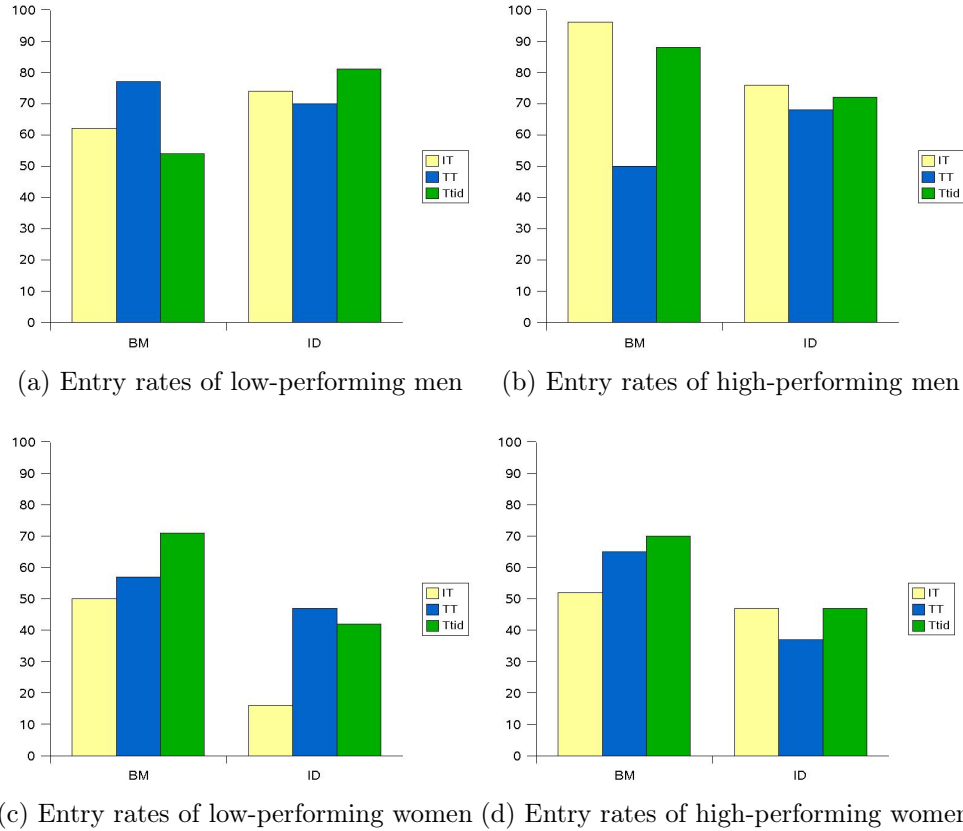 100
90
80
70
60
50
40
30
20
10
0
BM ID
IT
TT
Ttid
(a) Entry rates of low-performing men
100
90
80
70
60
50
40
30
20
10
0
BM ID
IT
TT
Ttid
(b) Entry rates of high-performing men
100
90
80
70
60
50
40
30
20
10
0
BM ID
IT
TT
Ttid
(c) Entry rates of low-performing women
100
90
80
70
60
50
40
30
20
10
0
BM ID
IT
TT
Ttid
(d) Entry rates of high-performing women